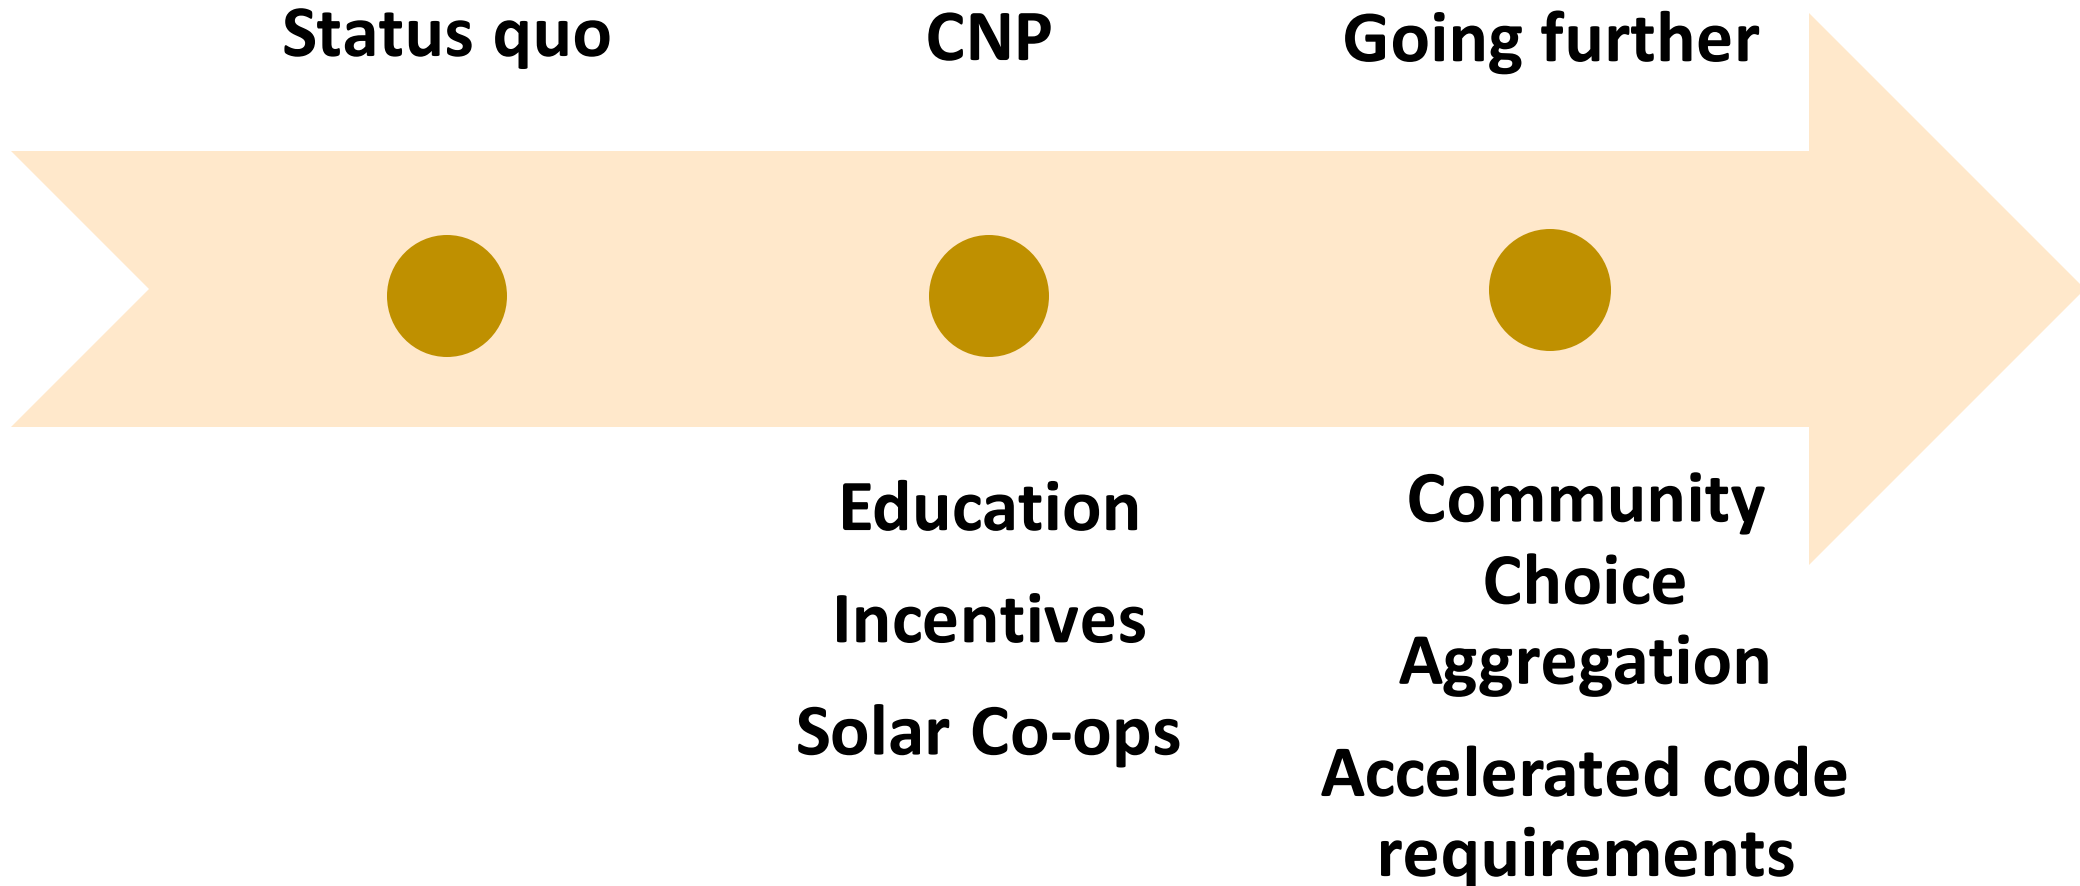 Status quo
CNP
Going further
Education
Incentives
Solar Co-ops
Community
Choice
Aggregation
Accelerated code
requirements